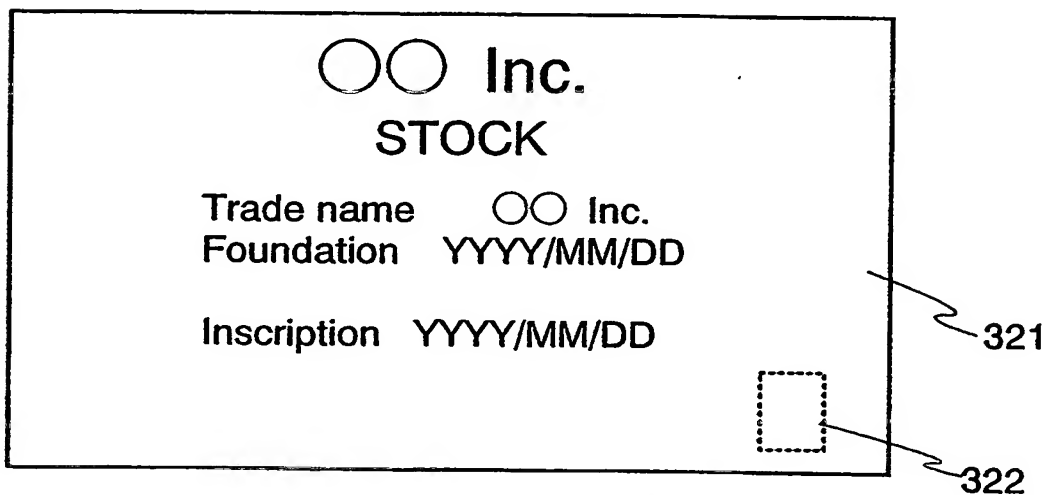 ○○ Inc.
STOCK
Trade name ○○ Inc.
Foundation YYYY/MM/DD
Inscription YYYY/MM/DD
321
322